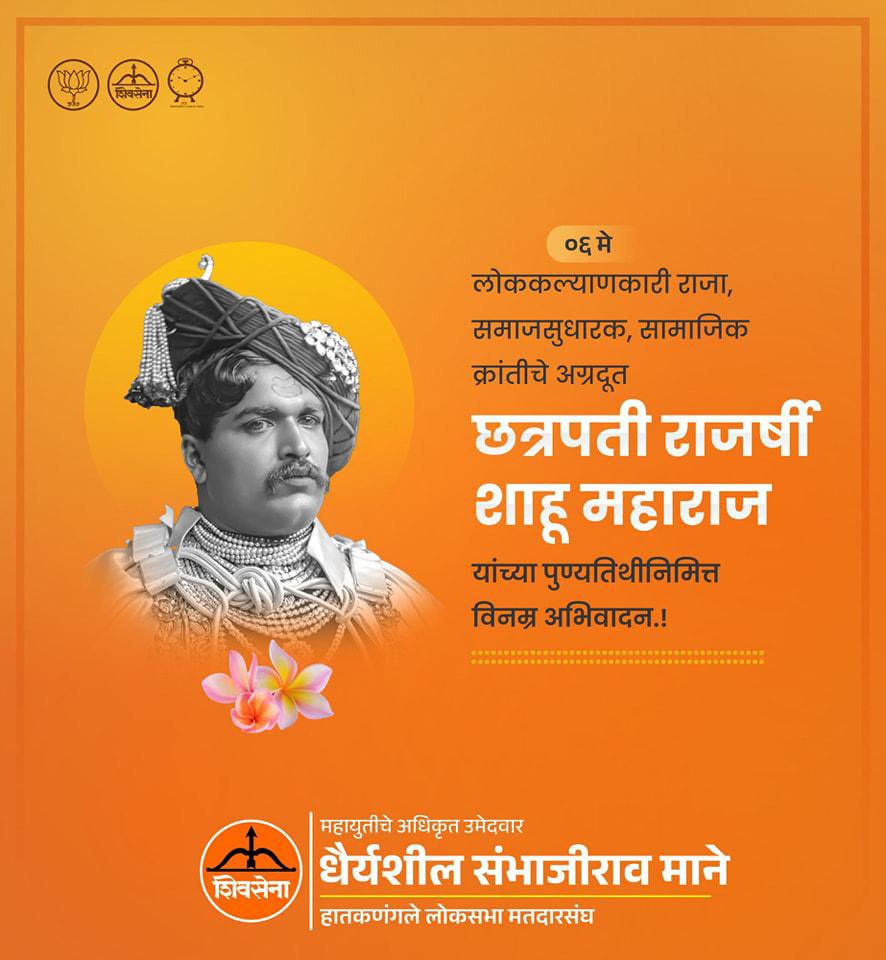 शिवसेना
०६ मे
लोककल्याणकारी राजा,
समाजसुधारक, सामाजिक
क्रांतीचे अग्रदूत
छत्रपती राजर्षी
शाहू महाराज
यांच्या पुण्यतिथीनिमित्त
विनम्र अभिवादन.!
महायुतीचे अधिकृत उमेदवार
शिवसेना
धैर्यशील संभाजीराव माने
हातकणंगले लोकसभा मतदारसंघ